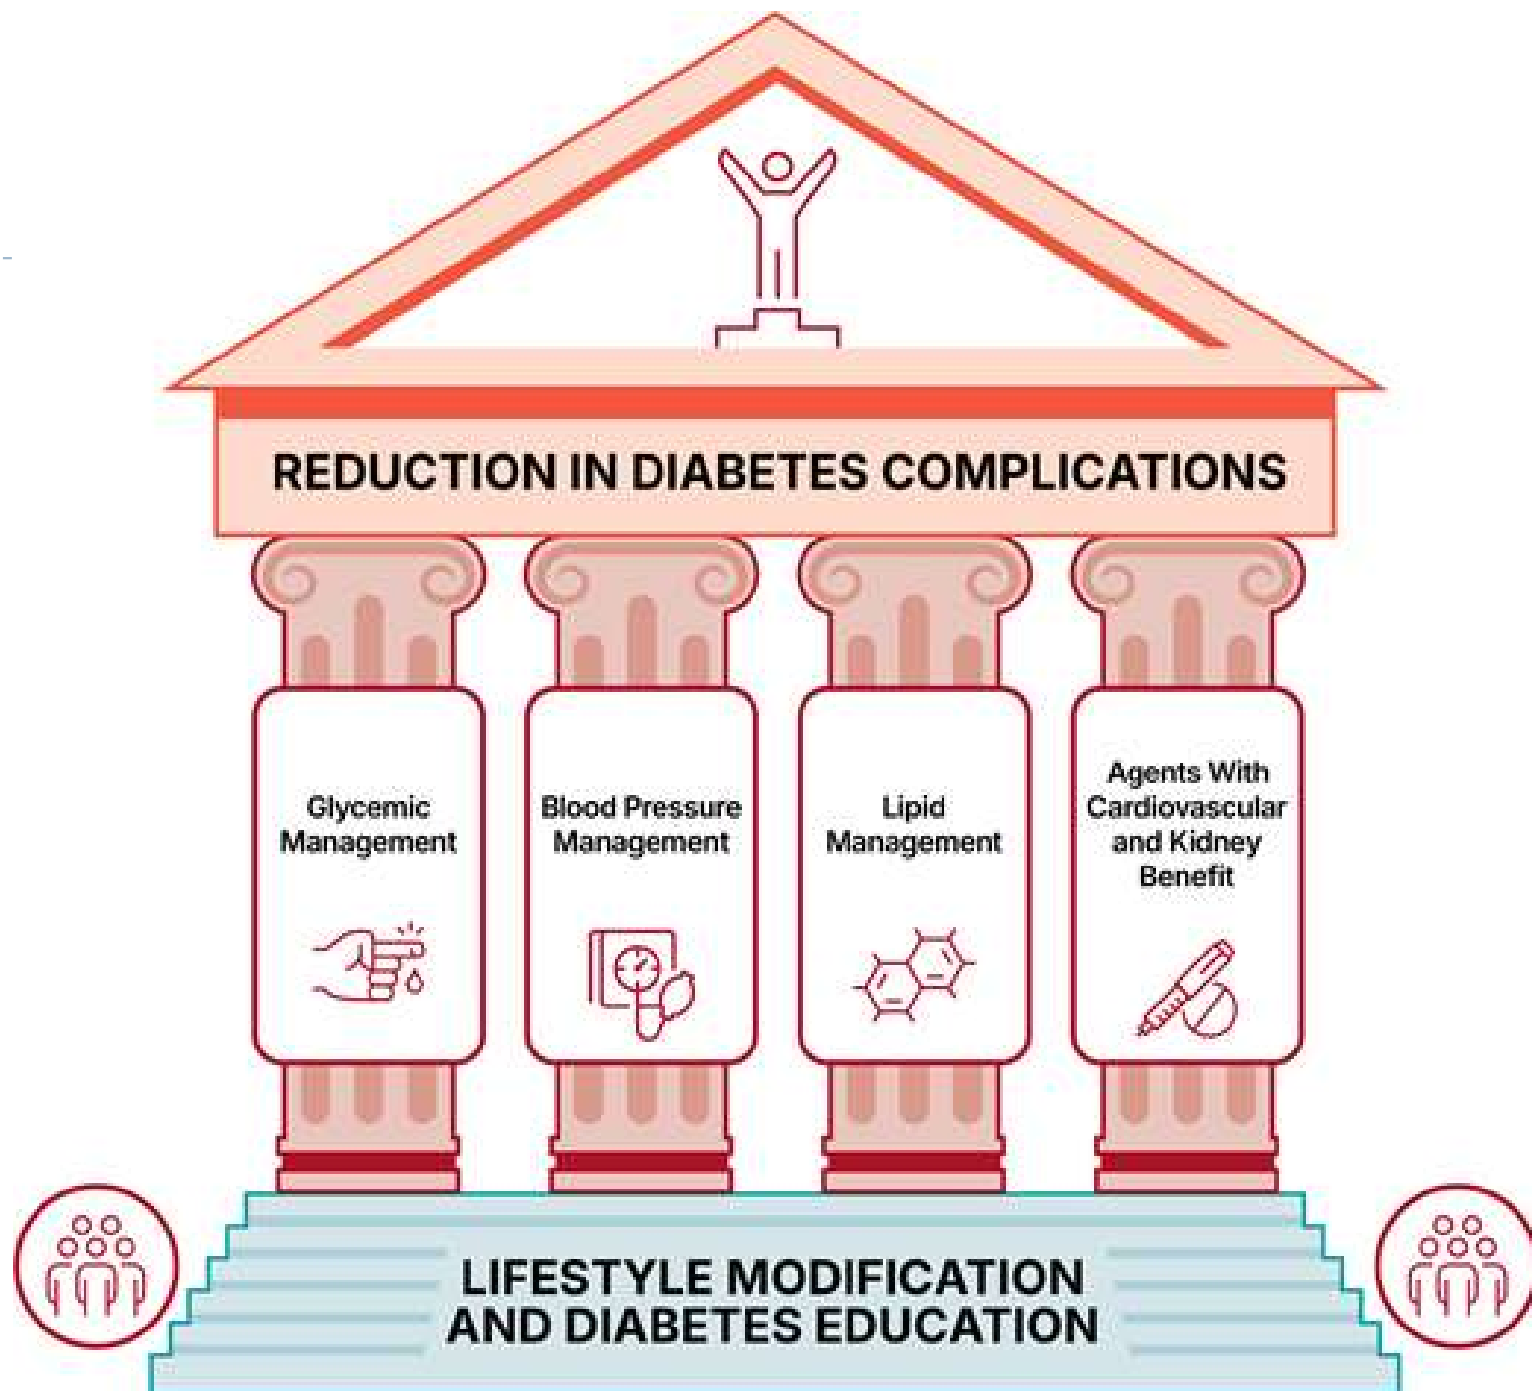 REDUCTION IN DIABETES COMPLICATIONS
Glycemic
Management
Blood Pressure
Management
Lipid
Management
Agents With
Cardiovascular
and Kidney
Benefit
LIFESTYLE MODIFICATION
AND DIABETES EDUCATION